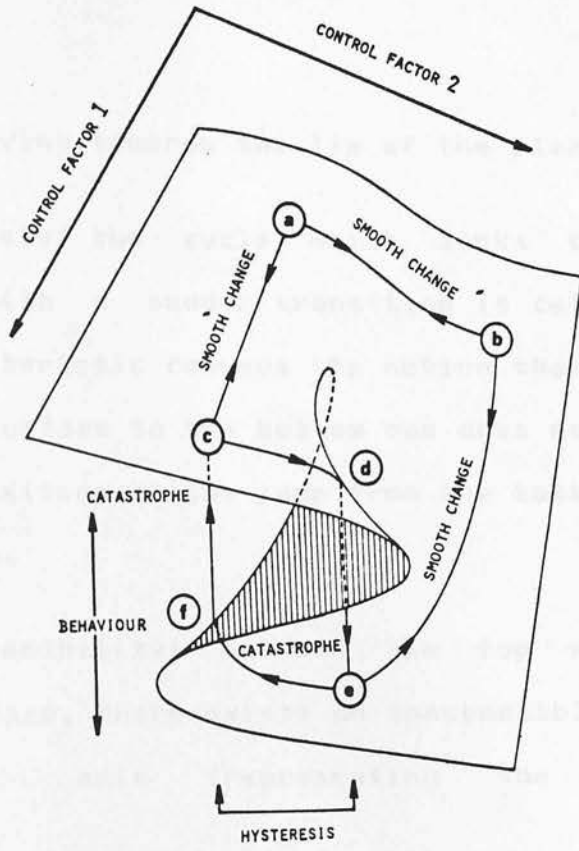 CONTROL FACTOR 2
CONTROL FACTOR 1
a
SMOOTH CHANGE
SMOOTH CHANGE
b
c
d
CATASTROPHE
SMOOTH CHANGE
f
BEHAVIOUR
CATASTROPHE
e
HYSTERESIS